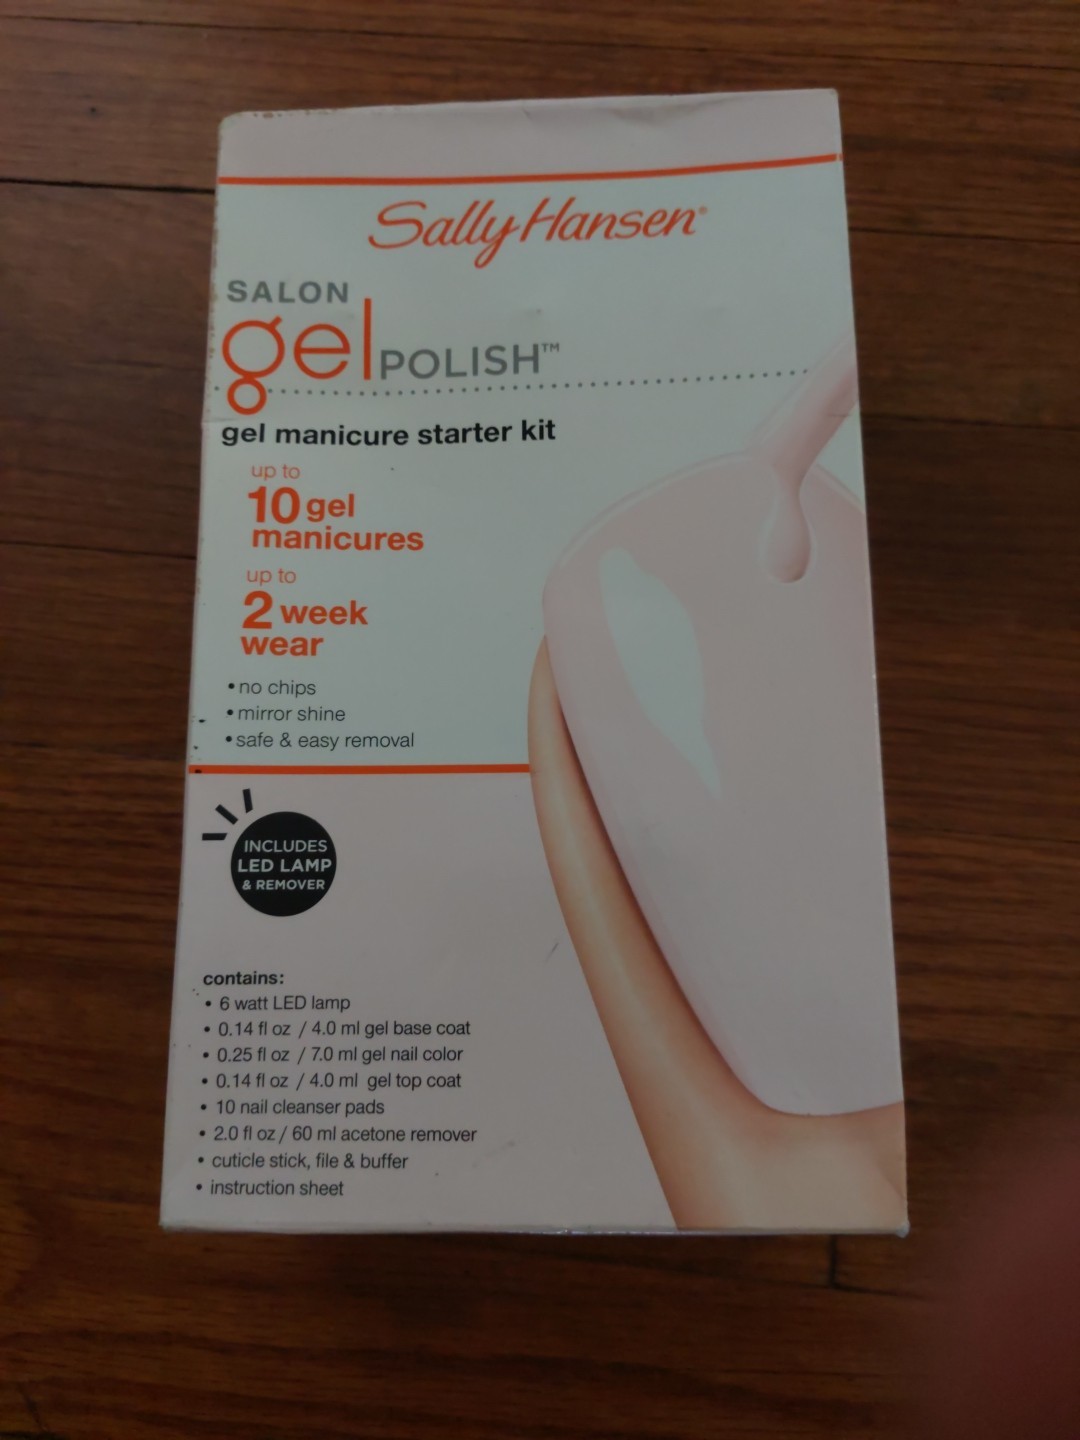 Sally Hansen®
SALON
gel POLISH™
gel manicure starter kit
up to
10 gel
manicures
up to
2 week
wear
• no chips
• mirror shine
• safe & easy removal
INCLUDES
LED LAMP
& REMOVER
contains:
• 6 watt LED lamp
• 0.14 fl oz / 4.0 ml gel base coat
• 0.25 fl oz / 7.0 ml gel nail color
• 0.14 fl oz / 4.0 ml gel top coat
• 10 nail cleanser pads
• 2.0 fl oz / 60 ml acetone remover
• cuticle stick, file & buffer
• instruction sheet